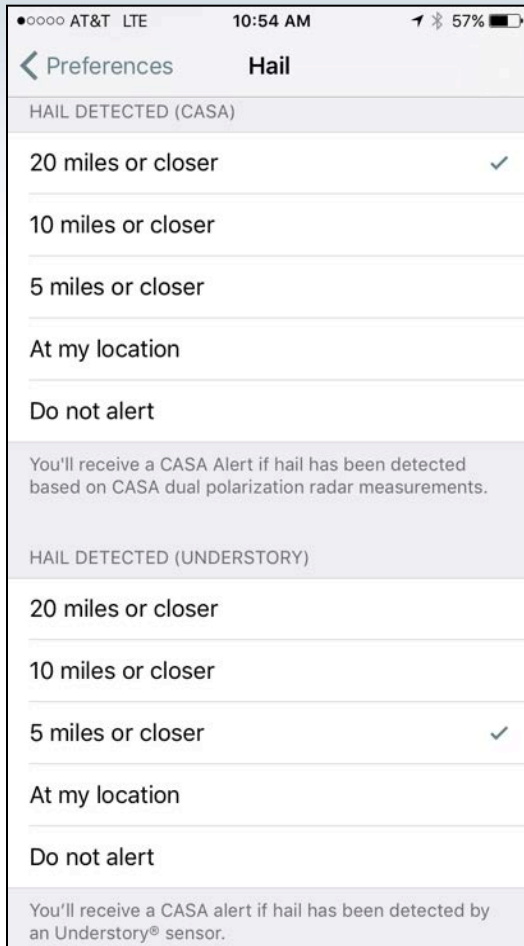 AT&T LTE 10:54 AM 57%
Preferences Hail
HAIL DETECTED (CASA)
20 miles or closer
10 miles or closer
5 miles or closer
At my location
Do not alert
You'll receive a CASA Alert if hail has been detected
based on CASA dual polarization radar measurements.
HAIL DETECTED (UNDERSTORY)
20 miles or closer
10 miles or closer
5 miles or closer
At my location
Do not alert
You'll receive a CASA alert if hail has been detected by
an Understory® sensor.